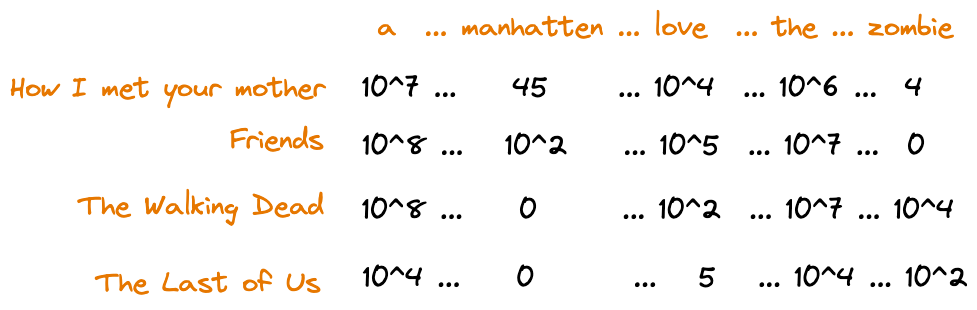 a ... manhatten ... love ... the ... zombie
How I met your mother 10^7 ... 45 ... 10^4 ... 10^6 ... 4
Friends 10^8 ... 10^2 ... 10^5 ... 10^7 ... 0
The Walking Dead 10^8 ... 0 ... 10^2 ... 10^7 ... 10^4
The Last of Us 10^4 ... 0 ... 5 ... 10^4 ... 10^2